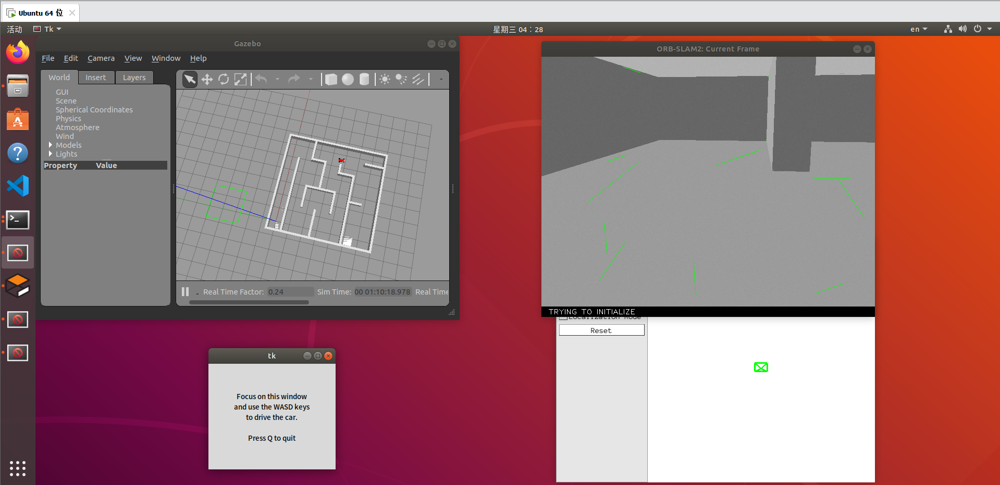 Ubuntu 64 位
活动
Tk
星期三 04：28
en
Gazebo
File Edit Camera View Window Help
World Insert Layers
GUI
Scene
Spherical Coordinates
Physics
Atmosphere
Wind
Models
Lights
Property Value
Real Time Factor: 0.24 Sim Time: 00 01:10:18.978 Real Time
ORB-SLAM2: Current Frame
TRYING TO INITIALIZE
Localization Mode
Reset
tk
Focus on this window
and use the WASD keys
to drive the car.
Press Q to quit